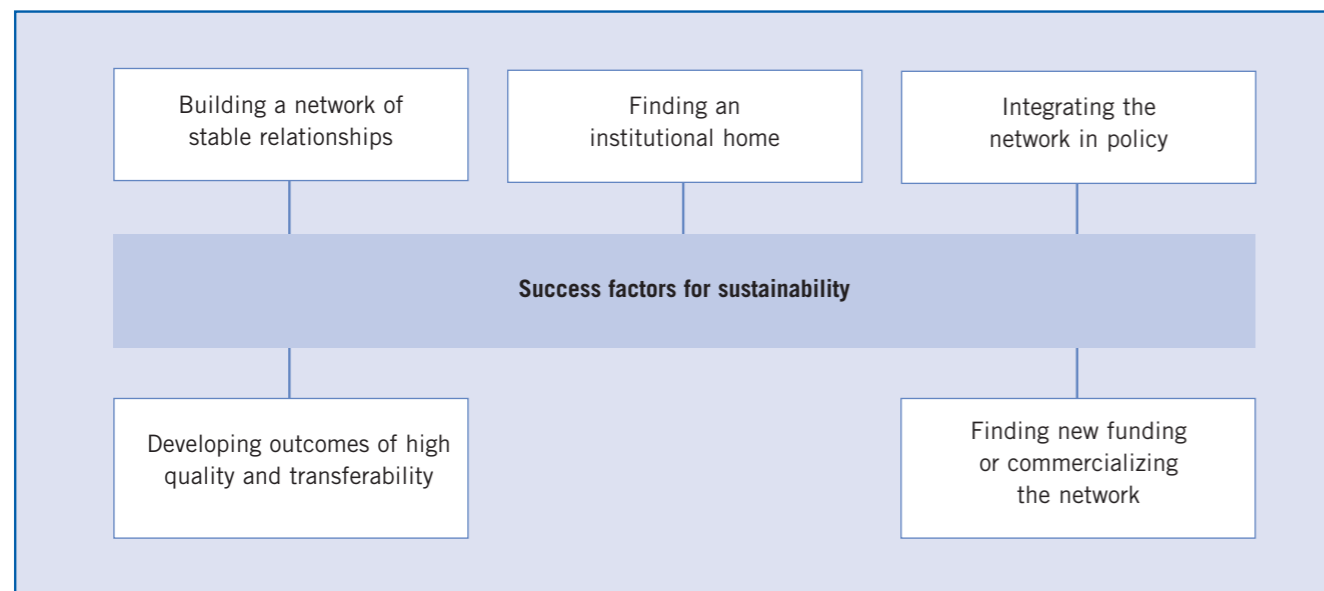 Building a network of
stable relationships
Finding an
institutional home
Integrating the
network in policy
Success factors for sustainability
Developing outcomes of high
quality and transferability
Finding new funding
or commercializing
the network